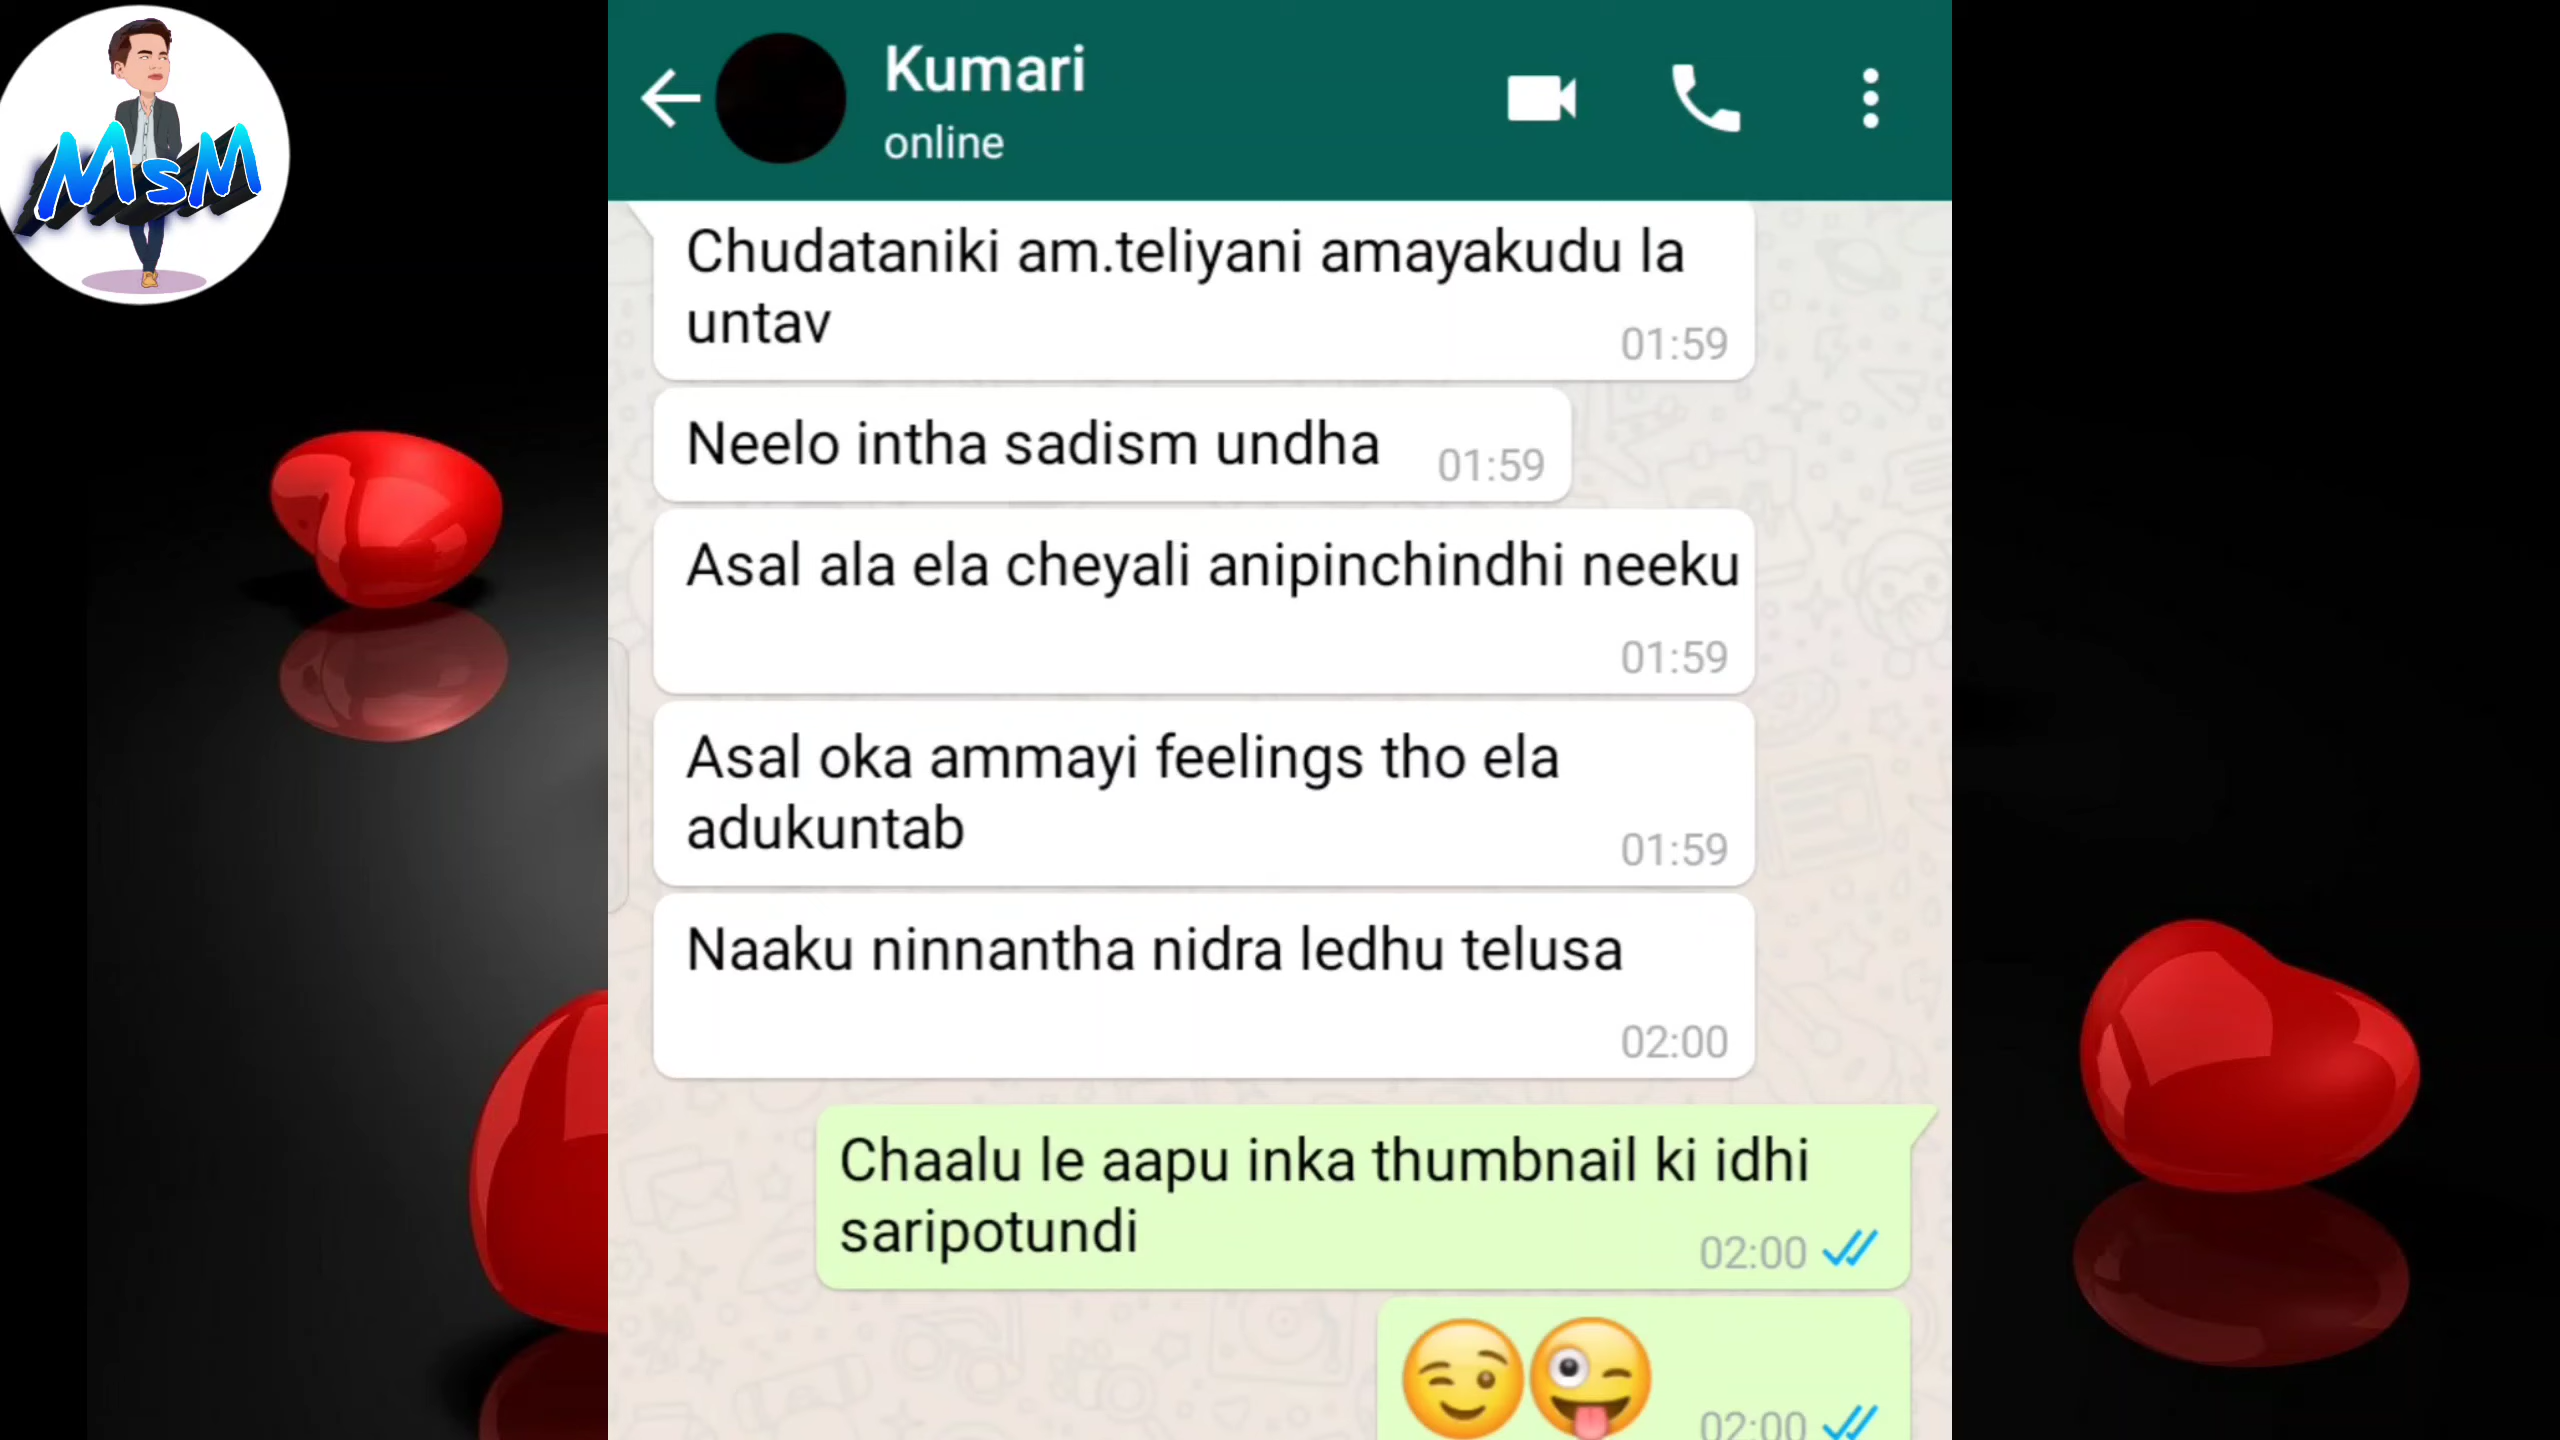 MsM
Kumari
online
Chudataniki am.teliyani amayakudu la
untav
01:59
Neelo intha sadism undha 01:59
Asal ala ela cheyali anipinchindhi neeku
01:59
Asal oka ammayi feelings tho ela
adukuntab
01:59
Naaku ninnantha nidra ledhu telusa
02:00
Chaalu le aapu inka thumbnail ki idhi
saripotundi
02:00
😉😜 02:00